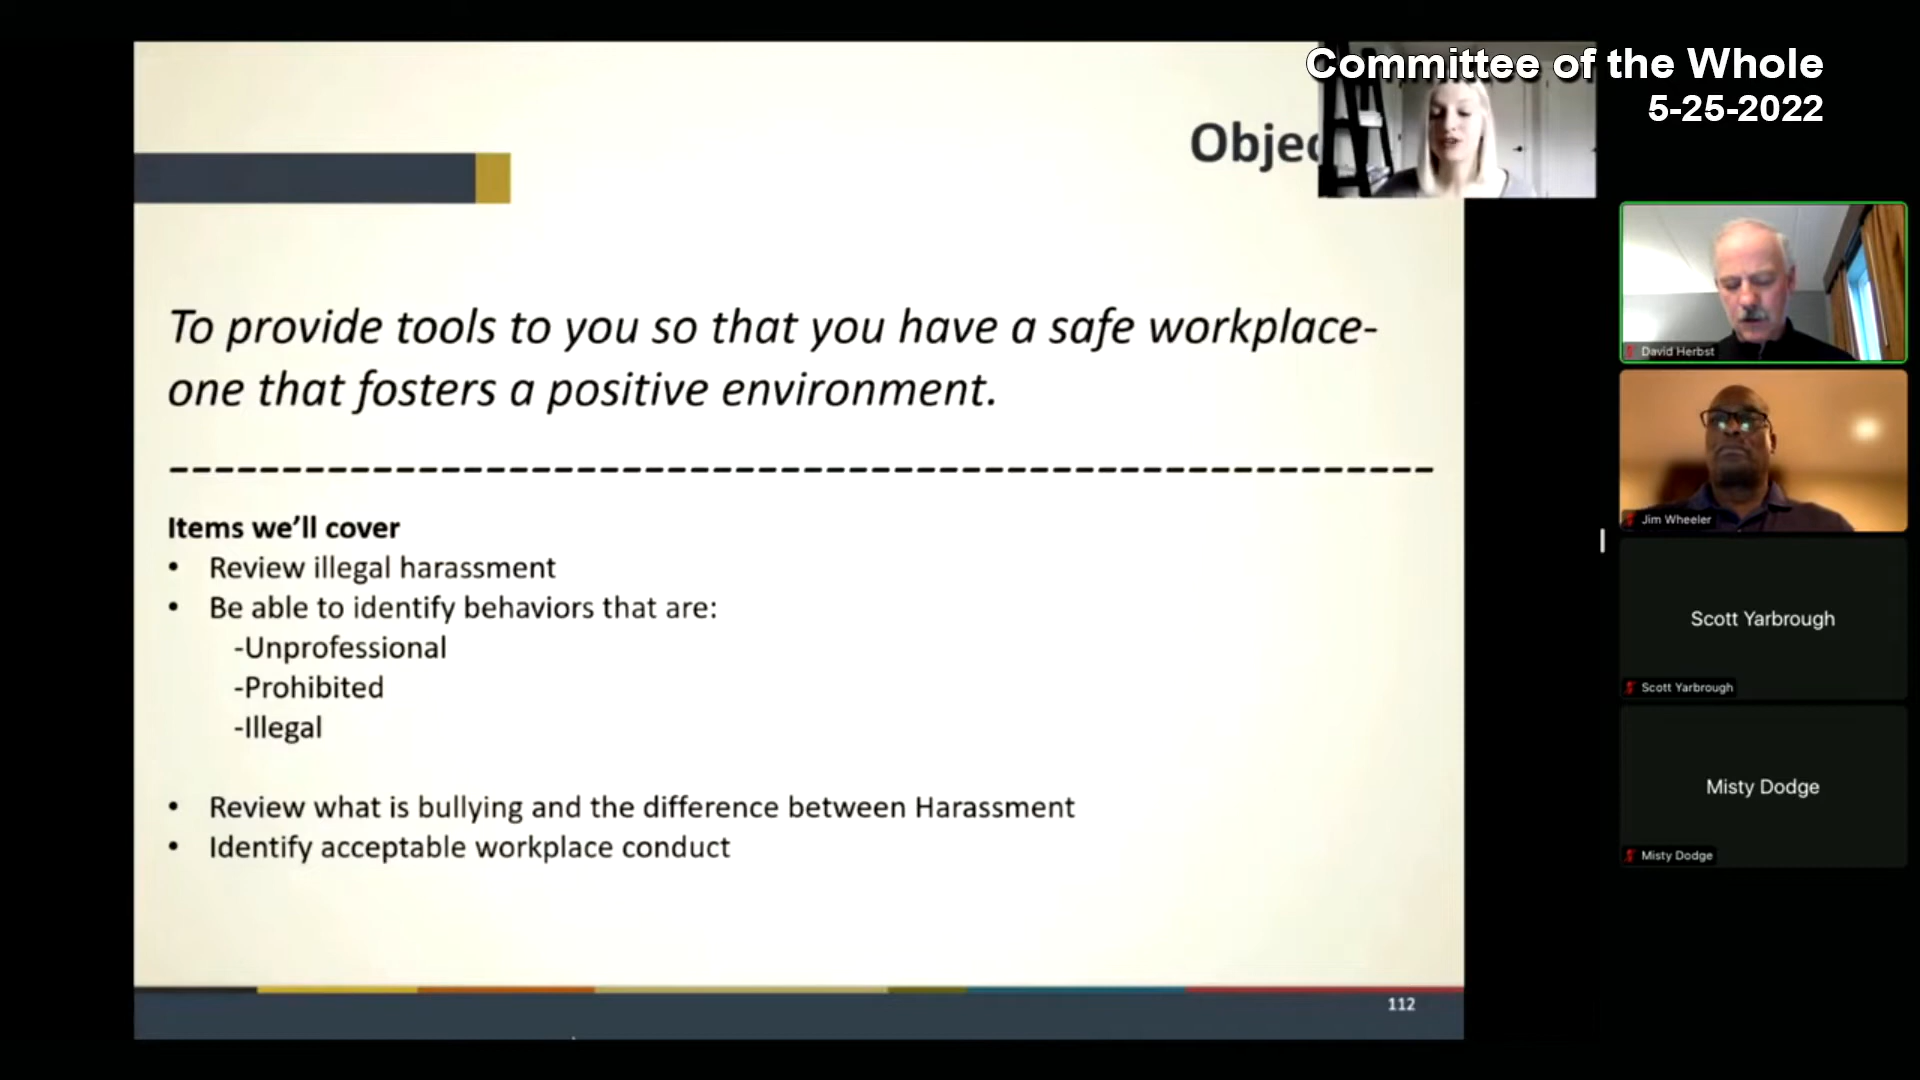 Committee of the Whole
5-25-2022
To provide tools to you so that you have a safe workplace-
one that fosters a positive environment.
Items we'll cover
• Review illegal harassment
• Be able to identify behaviors that are:
-Unprofessional
-Prohibited
-Illegal
• Review what is bullying and the difference between Harassment
• Identify acceptable workplace conduct
112
David Herbst
Jim Wheeler
Scott Yarbrough
Scott Yarbrough
Misty Dodge
Misty Dodge